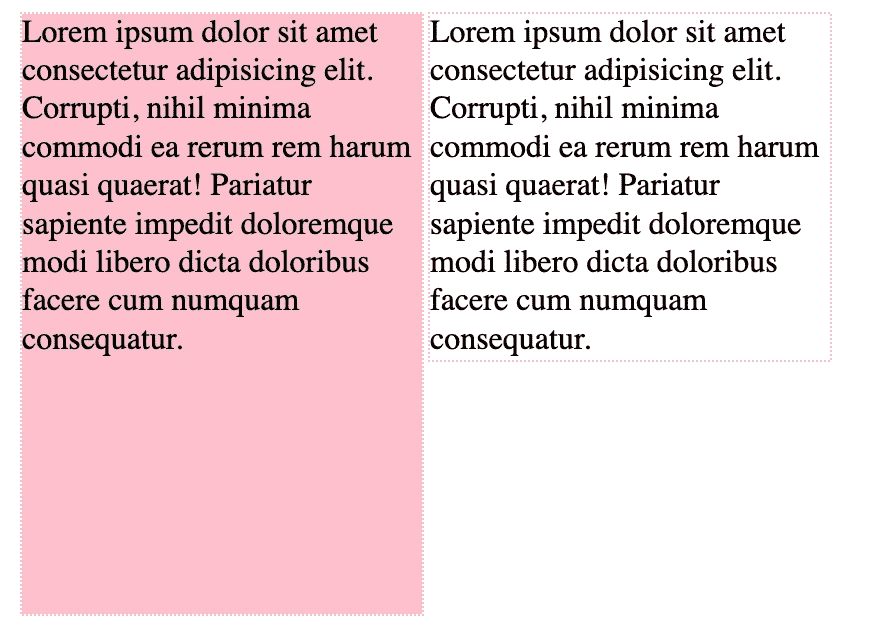 Lorem ipsum dolor sit amet
consectetur adipisicing elit.
Corrupti, nihil minima
commodi ea rerum rem harum
quasi quaerat! Pariatur
sapiente impedit doloremque
modi libero dicta doloribus
facere cum numquam
consequatur.
Lorem ipsum dolor sit amet
consectetur adipisicing elit.
Corrupti, nihil minima
commodi ea rerum rem harum
quasi quaerat! Pariatur
sapiente impedit doloremque
modi libero dicta doloribus
facere cum numquam
consequatur.